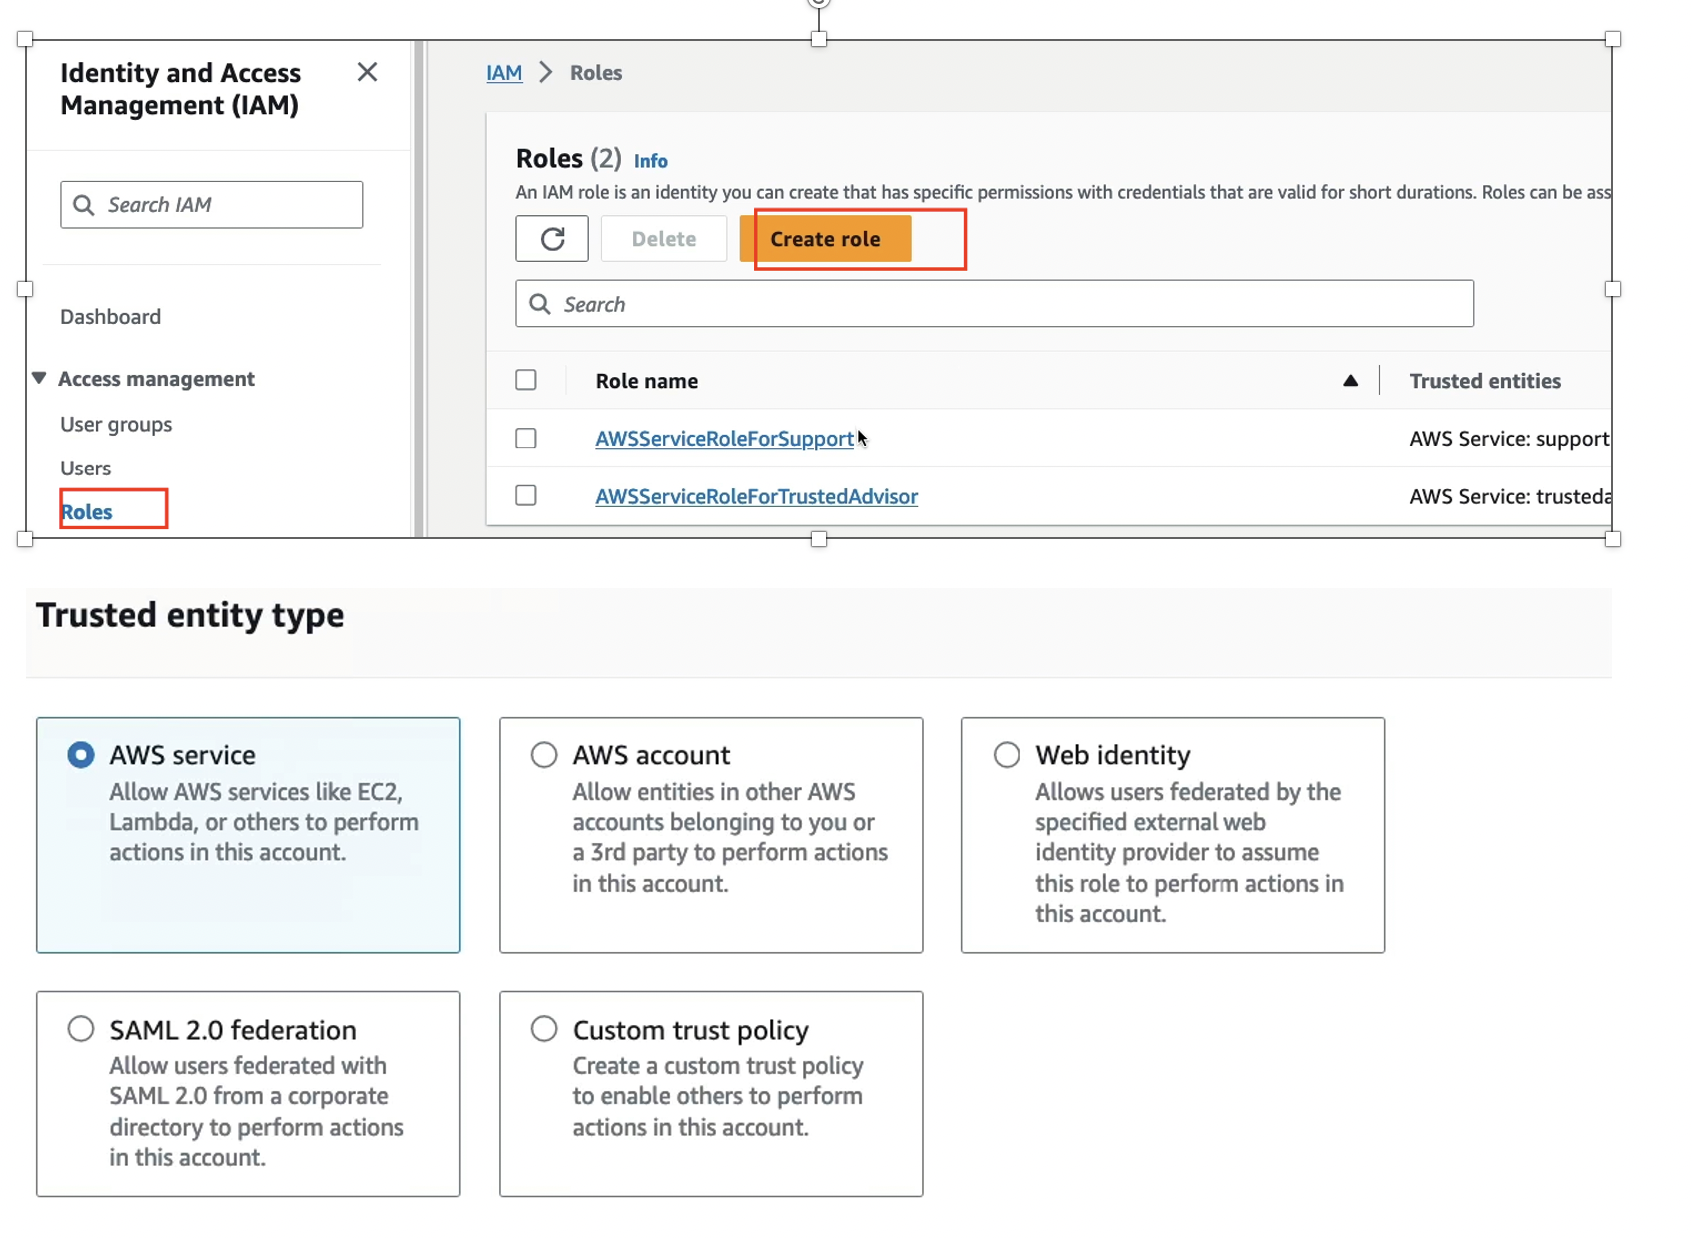 Identity and Access
Management (IAM)
Search IAM
Dashboard
Access management
User groups
Users
Roles
IAM > Roles
Roles (2) Info
An IAM role is an identity you can create that has specific permissions with credentials that are valid for short durations. Roles can be ass
Delete
Create role
Search
Role name
Trusted entities
AWSServiceRoleForSupport
AWS Service: support
AWSServiceRoleForTrustedAdvisor
AWS Service: trusteda
Trusted entity type
AWS service
Allow AWS services like EC2,
Lambda, or others to perform
actions in this account.
AWS account
Allow entities in other AWS
accounts belonging to you or
a 3rd party to perform actions
in this account.
Web identity
Allows users federated by the
specified external web
identity provider to assume
this role to perform actions in
this account.
SAML 2.0 federation
Allow users federated with
SAML 2.0 from a corporate
directory to perform actions
in this account.
Custom trust policy
Create a custom trust policy
to enable others to perform
actions in this account.